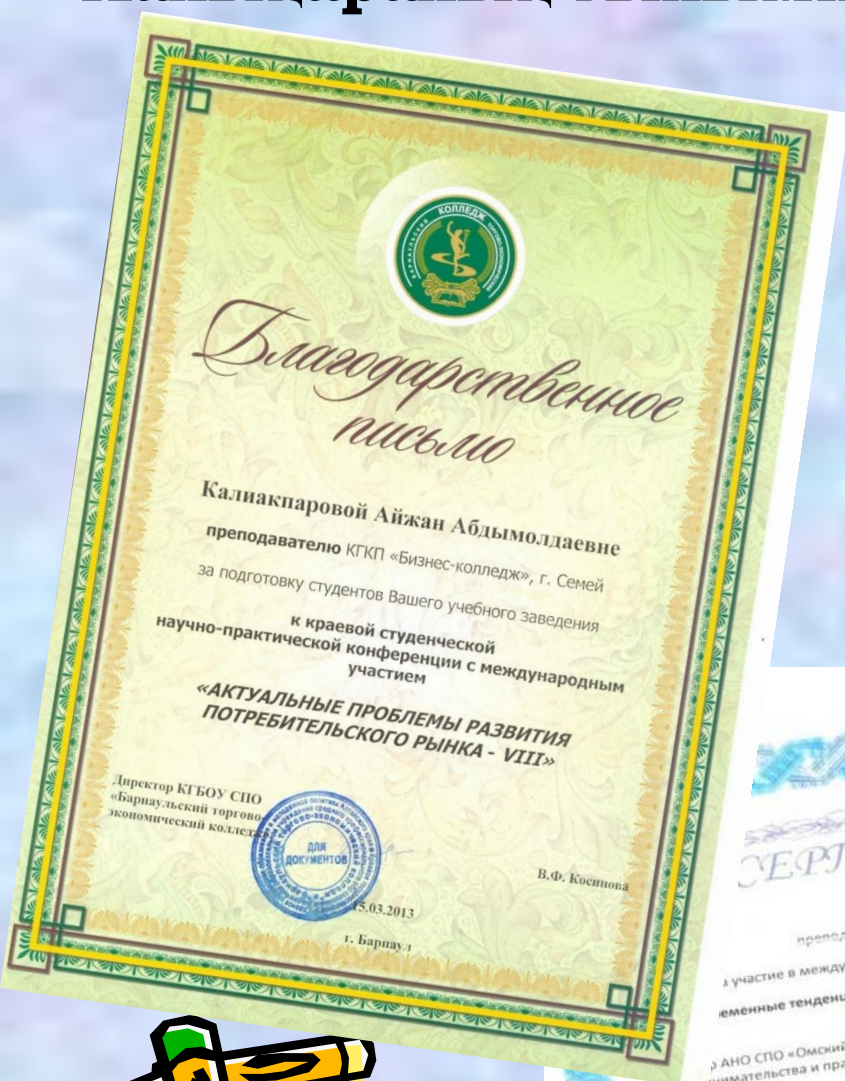 КОЛЛЕДЖ
БАРНАУЛЬСКИЙ
Благодарственное
письмо
Калиакпаровой Айжан Абдымолдаевне
преподавателю КГКП «Бизнес-колледж», г. Семей
за подготовку студентов Вашего учебного заведения
к краевой студенческой
научно-практической конференции с международным
участием
«АКТУАЛЬНЫЕ ПРОБЛЕМЫ РАЗВИТИЯ
ПОТРЕБИТЕЛЬСКОГО РЫНКА - VIII»
Директор КГБОУ СПО
«Барнаульский торгово-
экономический колледж
ДЛЯ
ДОКУМЕНТОВ
В.Ф. Косинова
15.03.2013
г. Барнаул
участие в
АНО СПО «Омский